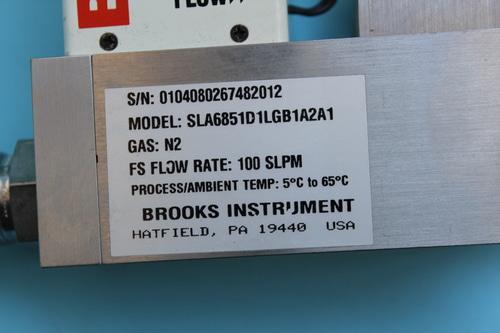 FLOW
S/N: 0104080267482012
MODEL: SLA6851D1LGB1A2A1
GAS: N2
FS FLOW RATE: 100 SLPM
PROCESS/AMBIENT TEMP: 5°C to 65°C
BROOKS INSTRUMENT
HATFIELD, PA 19440 USA